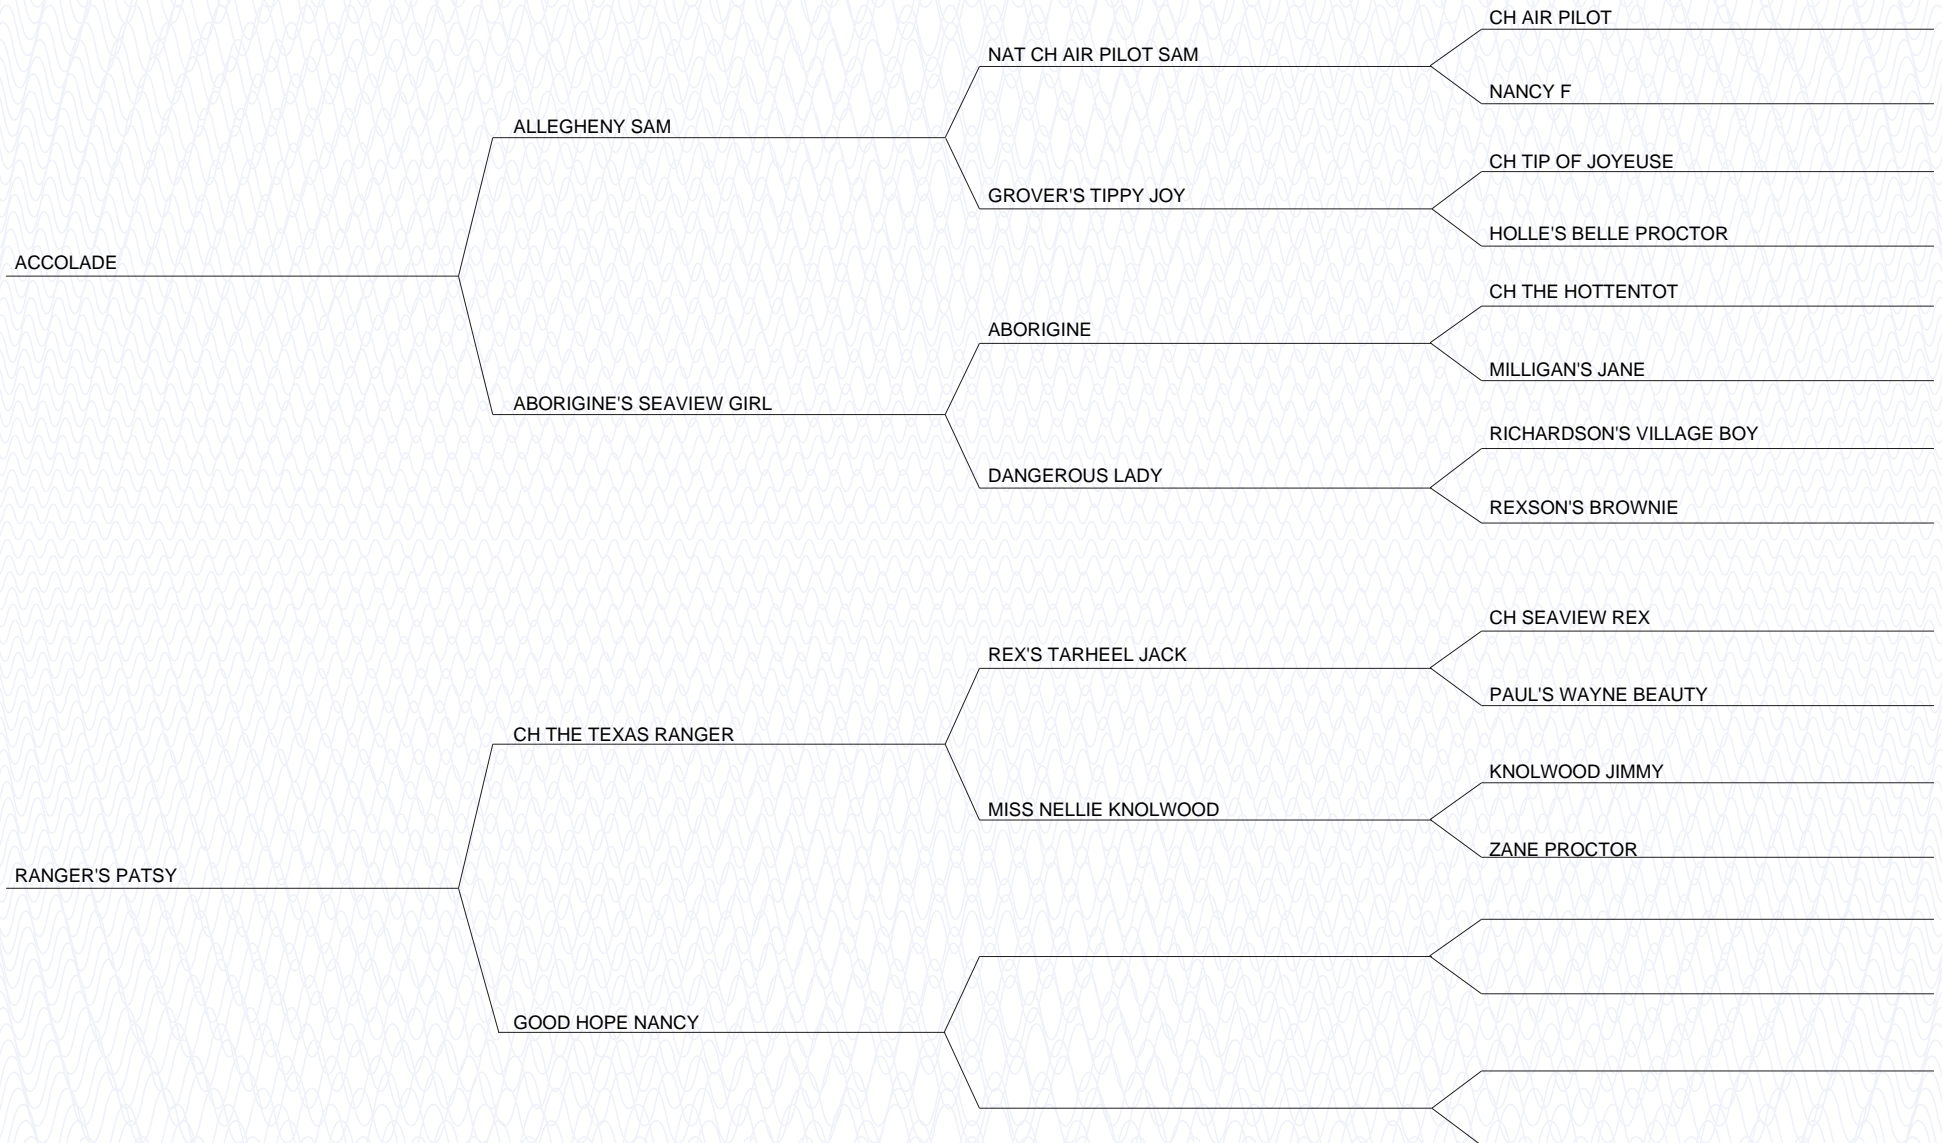 CH AIR PILOT
NAT CH AIR PILOT SAM
NANCY F
ALLEGHENY SAM
CH TIP OF JOYEUSE
GROVER'S TIPPY JOY
HOLLE'S BELLE PROCTOR
ACCOLADE
CH THE HOTTENTOT
ABORIGINE
MILLIGAN'S JANE
ABORIGINE'S SEAVIEW GIRL
RICHARDSON'S VILLAGE BOY
DANGEROUS LADY
REXSON'S BROWNIE
CH SEAVIEW REX
REX'S TARHEEL JACK
PAUL'S WAYNE BEAUTY
CH THE TEXAS RANGER
KNOLWOOD JIMMY
MISS NELLIE KNOLWOOD
ZANE PROCTOR
RANGER'S PATSY
GOOD HOPE NANCY